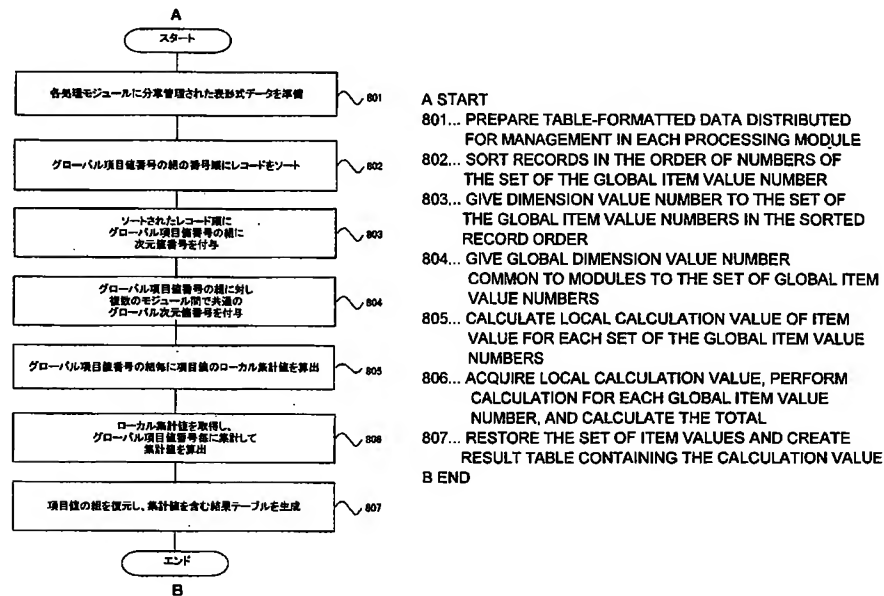 A
スタート
各処理モジュールに分掌管理された表形式データを準備
801
グローバル項目値番号の組の番号順にレコードをソート
802
ソートされたレコード順に
グローバル項目値番号の組に
次元値番号を付与
803
グローバル項目値番号の組に対し
複数のモジュール間で共通の
グローバル次元値番号を付与
804
グローバル項目値番号の組毎に項目値のローカル集計値を算出
805
ローカル集計値を取得し、
グローバル項目値番号毎に集計して
集計値を算出
806
項目値の組を復元し、集計値を含む結果テーブルを生成
807
エンド
B
A START
801... PREPARE TABLE-FORMATTED DATA DISTRIBUTED
FOR MANAGEMENT IN EACH PROCESSING MODULE
802... SORT RECORDS IN THE ORDER OF NUMBERS OF
THE SET OF THE GLOBAL ITEM VALUE NUMBER
803... GIVE DIMENSION VALUE NUMBER TO THE SET OF
THE GLOBAL ITEM VALUE NUMBERS IN THE SORTED
RECORD ORDER
804... GIVE GLOBAL DIMENSION VALUE NUMBER
COMMON TO MODULES TO THE SET OF GLOBAL ITEM
VALUE NUMBERS
805... CALCULATE LOCAL CALCULATION VALUE OF ITEM
VALUE FOR EACH SET OF THE GLOBAL ITEM VALUE
NUMBERS
806... ACQUIRE LOCAL CALCULATION VALUE, PERFORM
CALCULATION FOR EACH GLOBAL ITEM VALUE
NUMBER, AND CALCULATE THE TOTAL
807... RESTORE THE SET OF ITEM VALUES AND CREATE
RESULT TABLE CONTAINING THE CALCULATION VALUE
B END